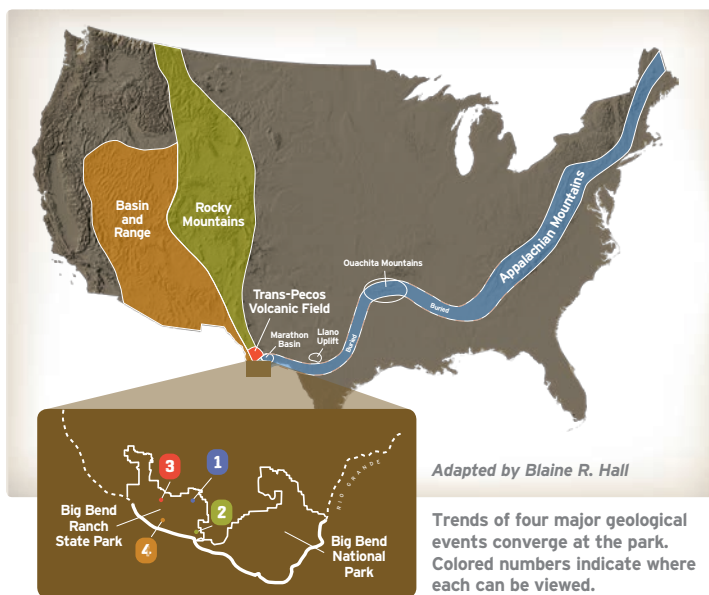 Basin
and
Range
Rocky
Mountains
Appalachian Mountains
Ouachita Mountains
Buried
Trans-Pecos
Volcanic Field
Marathon
Basin
Llano
Uplift
Buried
3
1
Big Bend
Ranch
State Park
2
4
Big Bend
National
Park
RIO GRANDE
Adapted by Blaine R. Hall
Trends of four major geological
events converge at the park.
Colored numbers indicate where
each can be viewed.